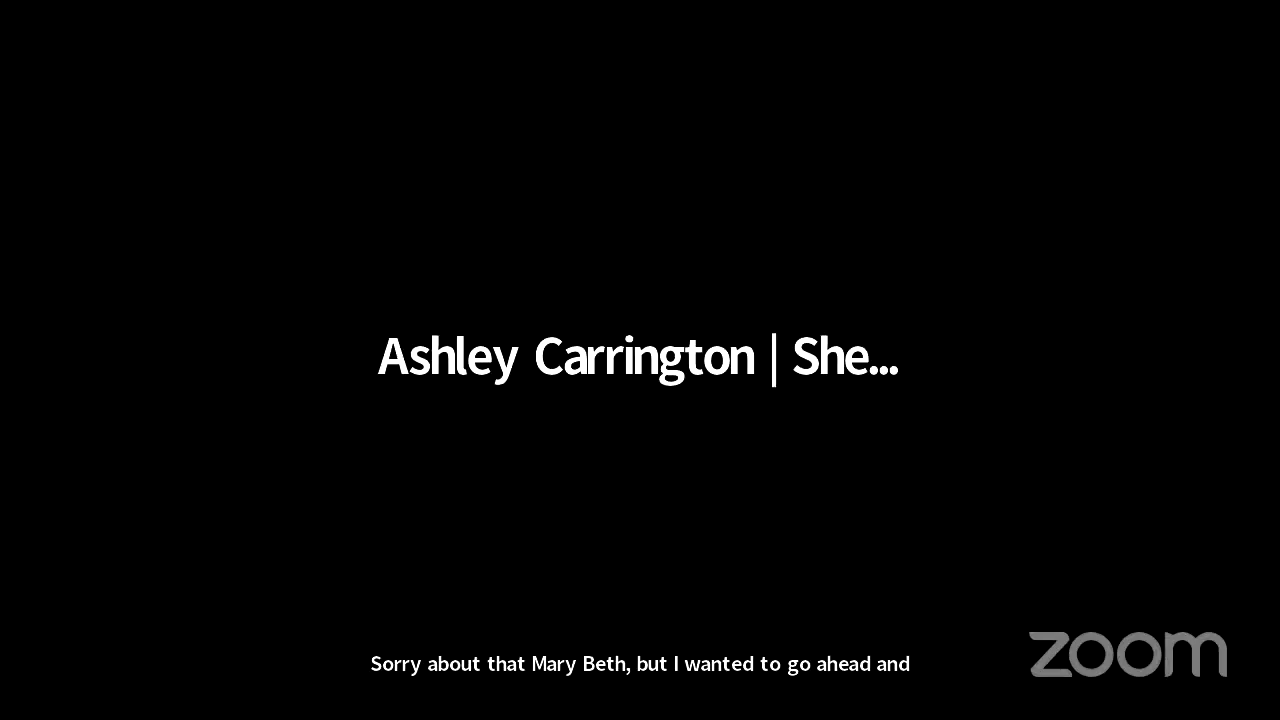 Ashley Carrington | She...
Sorry about that Mary Beth, but I wanted to go ahead and
zoom